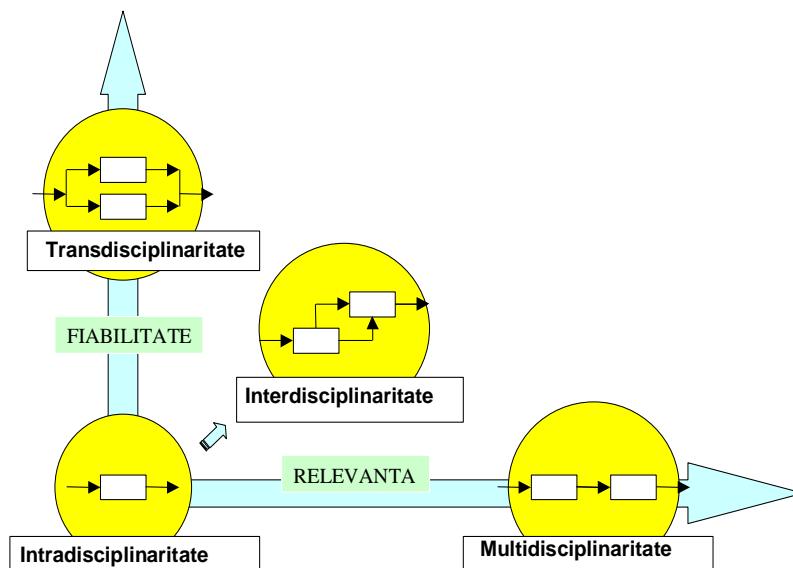 Transdisciplinaritate
FIABILITATE
Interdisciplinaritate
RELEVANTA
Intradisciplinaritate
Multidisciplinaritate